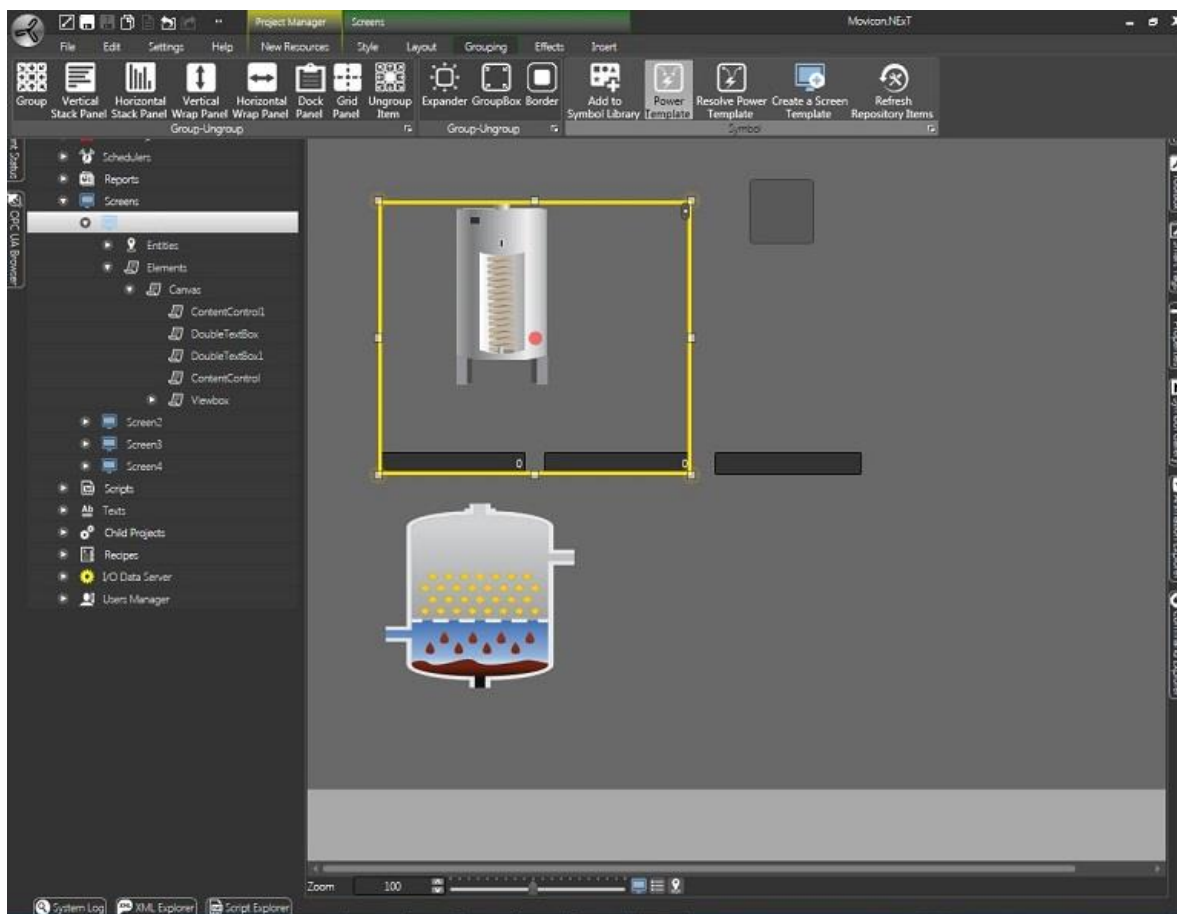 Project Manager
Screens
Movicon.NExT
File Edit Settings Help New Resources Style Layout Grouping Effects Insert
Group Vertical Stack Panel Horizontal Stack Panel Vertical Wrap Panel Horizontal Wrap Panel Dock Panel Grid Panel Ungroup Item
Expander GroupBox Border
Add to Symbol Library Power Template Resolve Power Template Create a Screen Template Refresh Repository Items
Group-Ungroup
Group-Ungroup
Symbol
Schedulers
Reports
Screens
OPC UA Browser
Entities
Elements
Canvas
ContentControl1
DoubleTextBox
DoubleTextBox1
ContentControl
Viewbox
Screen2
Screen3
Screen4
Scripts
Ab Texts
Child Projects
Recipes
I/O Data Server
Users Manager
0
0
Zoom 100
System Log XML Explorer Script Explorer